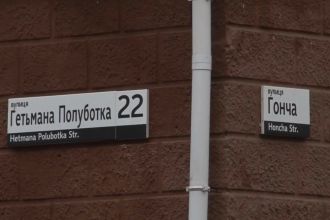 вулиця
Гетьмана Полуботка 22
Hetmana Polubotka Str.
вулиця
Гонча
Honcha Str.